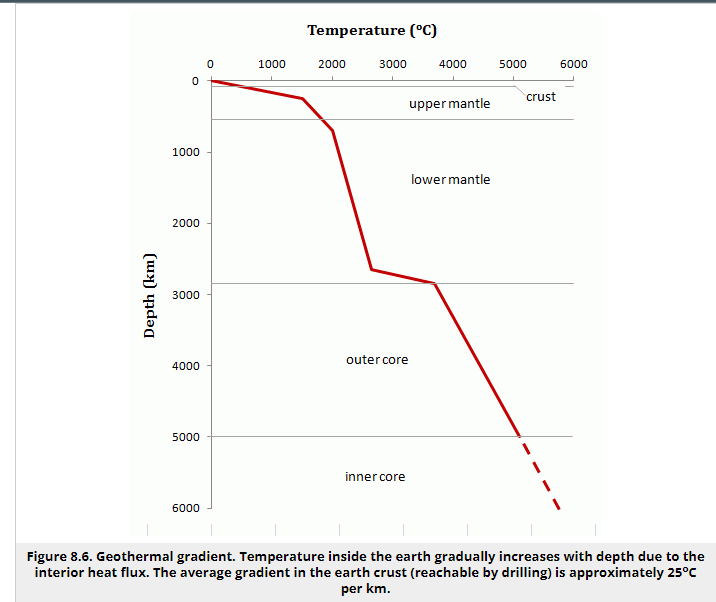 Temperature (ºC)
0 1000 2000 3000 4000 5000 6000
0
crust
upper mantle
1000
lower mantle
2000
Depth (km)
3000
outer core
4000
5000
inner core
6000
Figure 8.6. Geothermal gradient. Temperature inside the earth gradually increases with depth due to the
interior heat flux. The average gradient in the earth crust (reachable by drilling) is approximately 25ºC
per km.